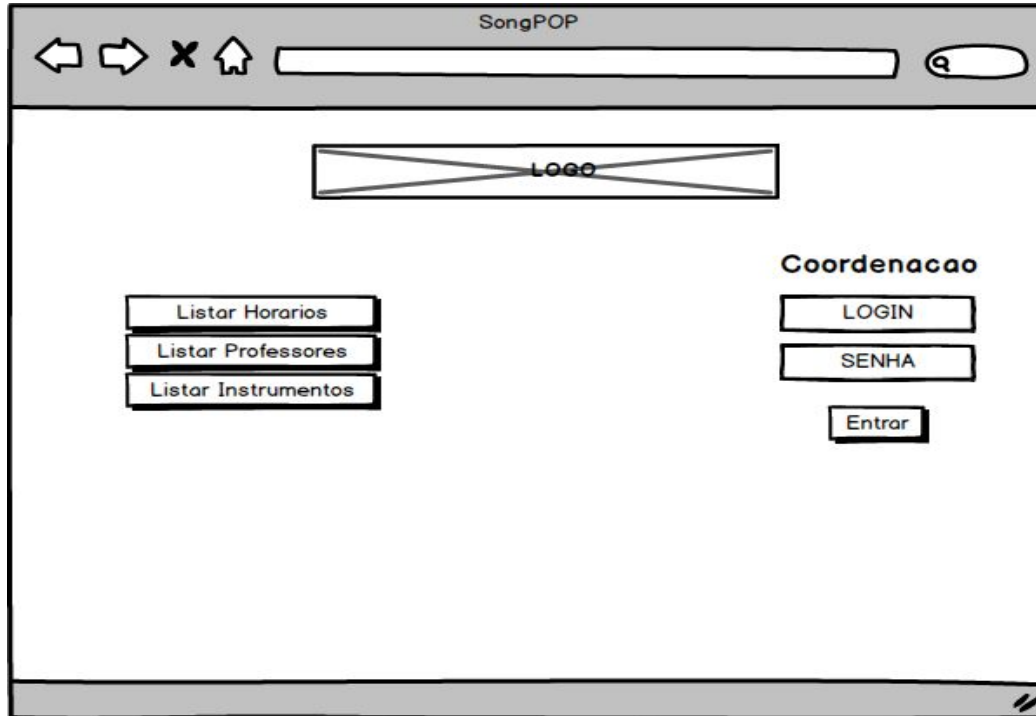 SongPOP
LOGO
Coordenacao
Listar Horarios
Listar Professores
Listar Instrumentos
LOGIN
SENHA
Entrar